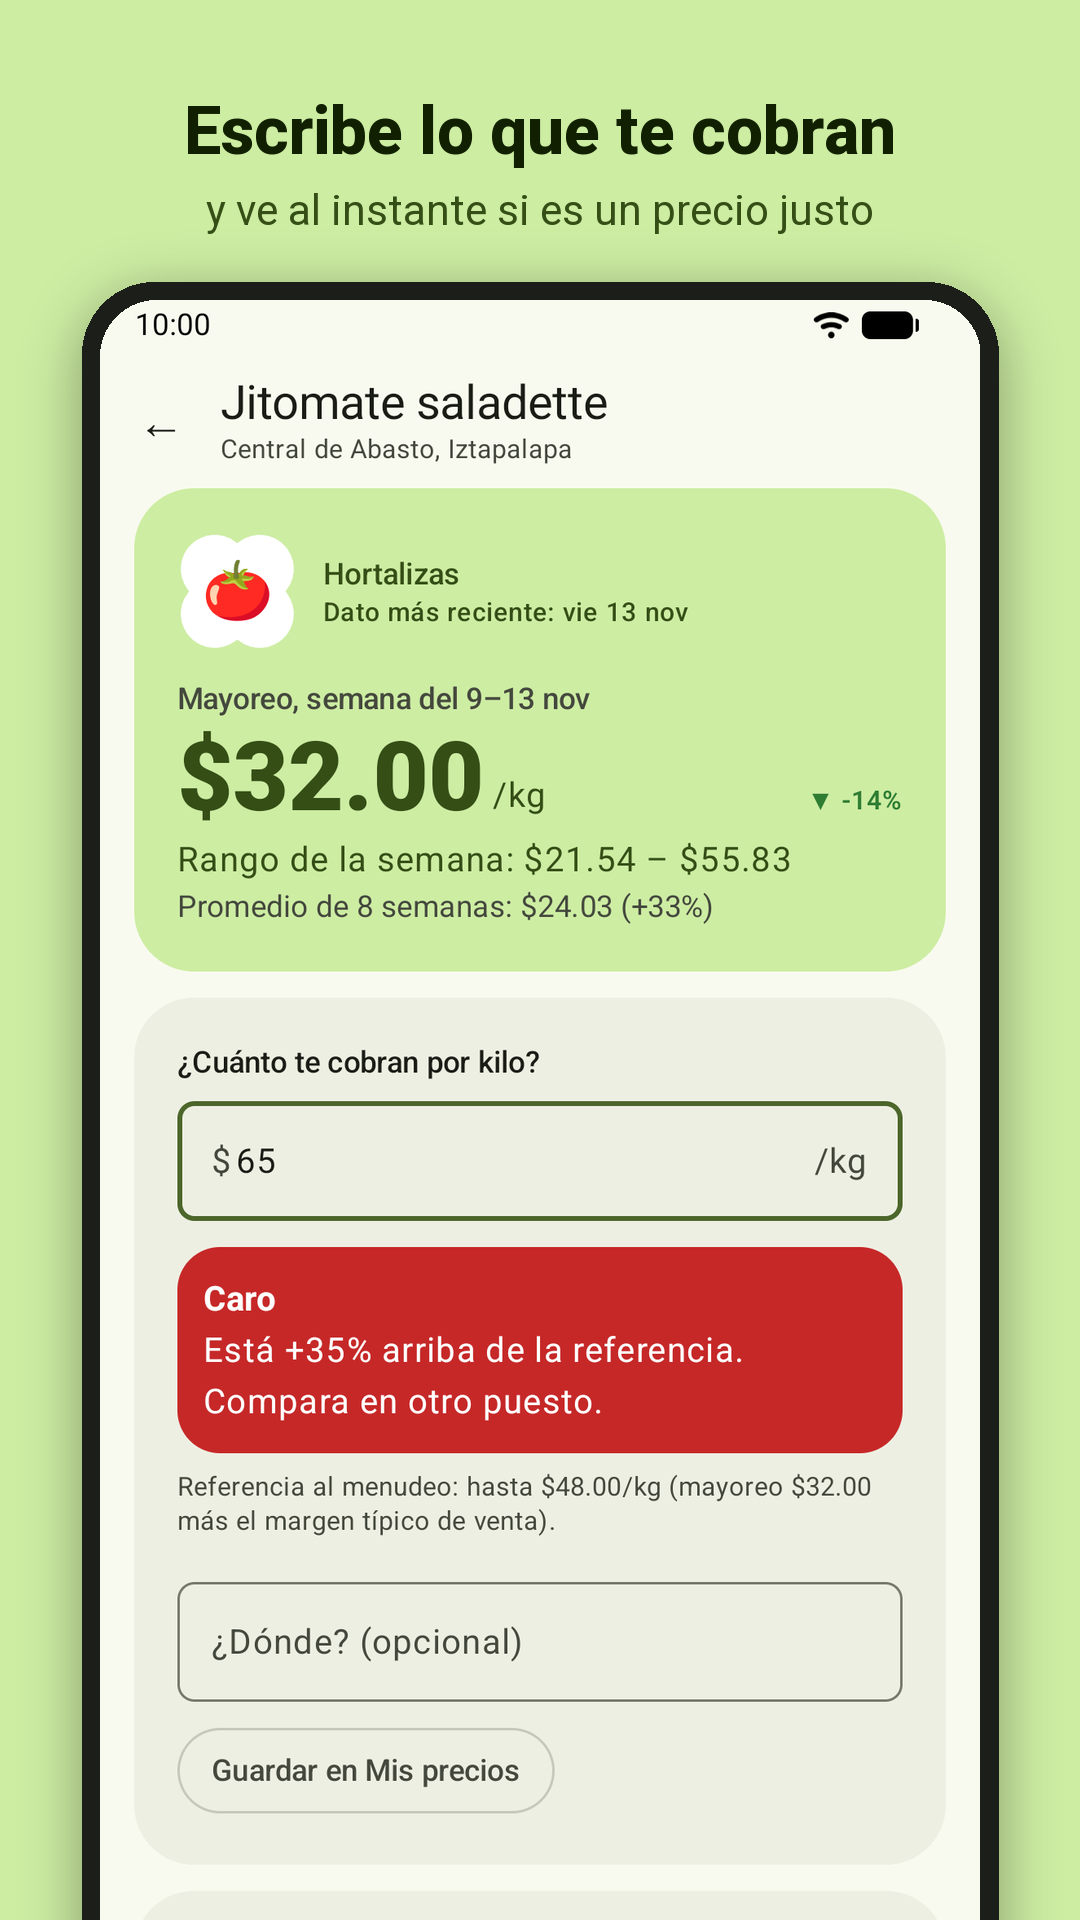 Escribe lo que te cobran
y ve al instante si es un precio justo
10:00
←
Jitomate saladette
Central de Abasto, Iztapalapa
Hortalizas
Dato más reciente: vie 13 nov
Mayoreo, semana del 9–13 nov
$32.00 /kg
▼ -14%
Rango de la semana: $21.54 – $55.83
Promedio de 8 semanas: $24.03 (+33%)
¿Cuánto te cobran por kilo?
$ 65 /kg
Caro
Está +35% arriba de la referencia.
Compara en otro puesto.
Referencia al menudeo: hasta $48.00/kg (mayoreo $32.00
más el margen típico de venta).
¿Dónde? (opcional)
Guardar en Mis precios